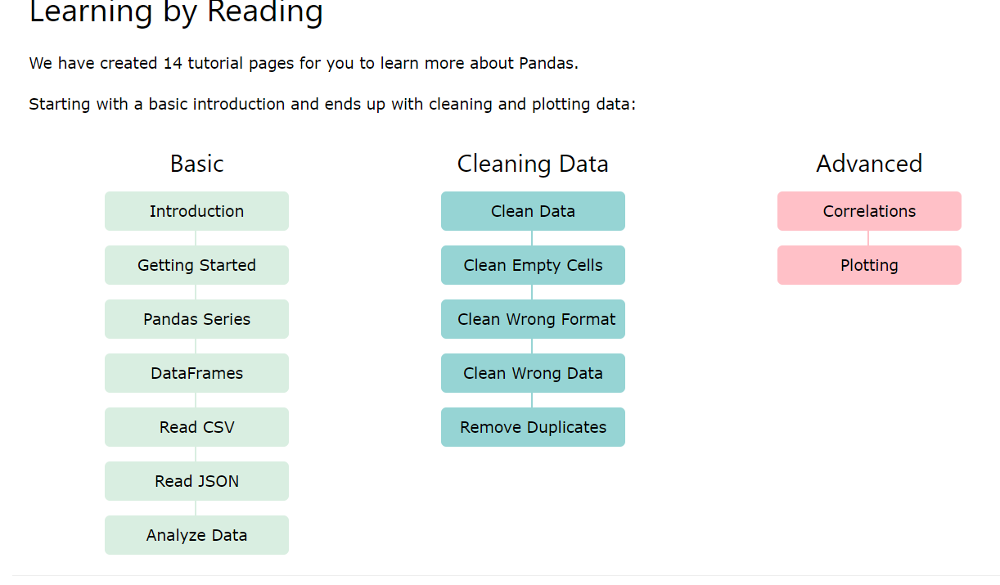 Learning by Reading
We have created 14 tutorial pages for you to learn more about Pandas.
Starting with a basic introduction and ends up with cleaning and plotting data:
Basic
Introduction
Getting Started
Pandas Series
DataFrames
Read CSV
Read JSON
Analyze Data
Cleaning Data
Clean Data
Clean Empty Cells
Clean Wrong Format
Clean Wrong Data
Remove Duplicates
Advanced
Correlations
Plotting